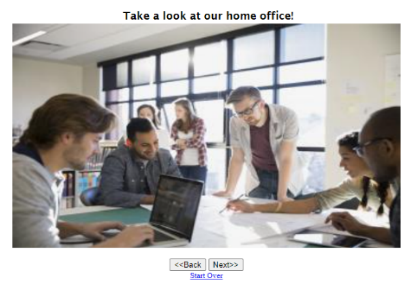 Take a look at our home office!
<<Back Next>>
Start Over